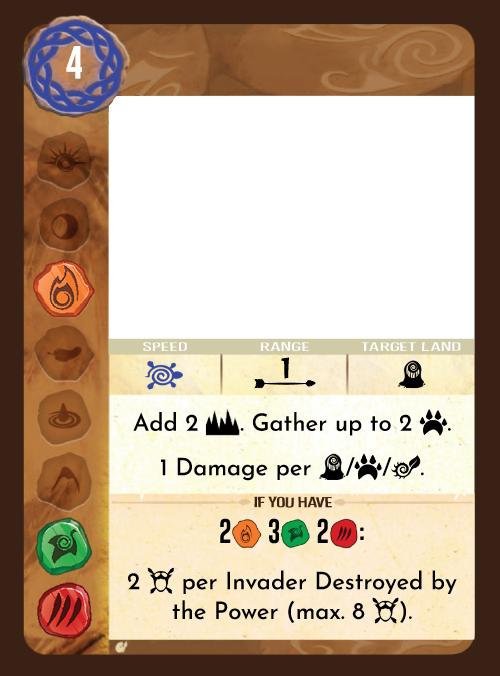 4
SPEED RANGE TARGET LAND
1
Add 2 . Gather up to 2 .
1 Damage per / / .
IF YOU HAVE
2 3 2 :
2 per Invader Destroyed by
the Power (max. 8 ).